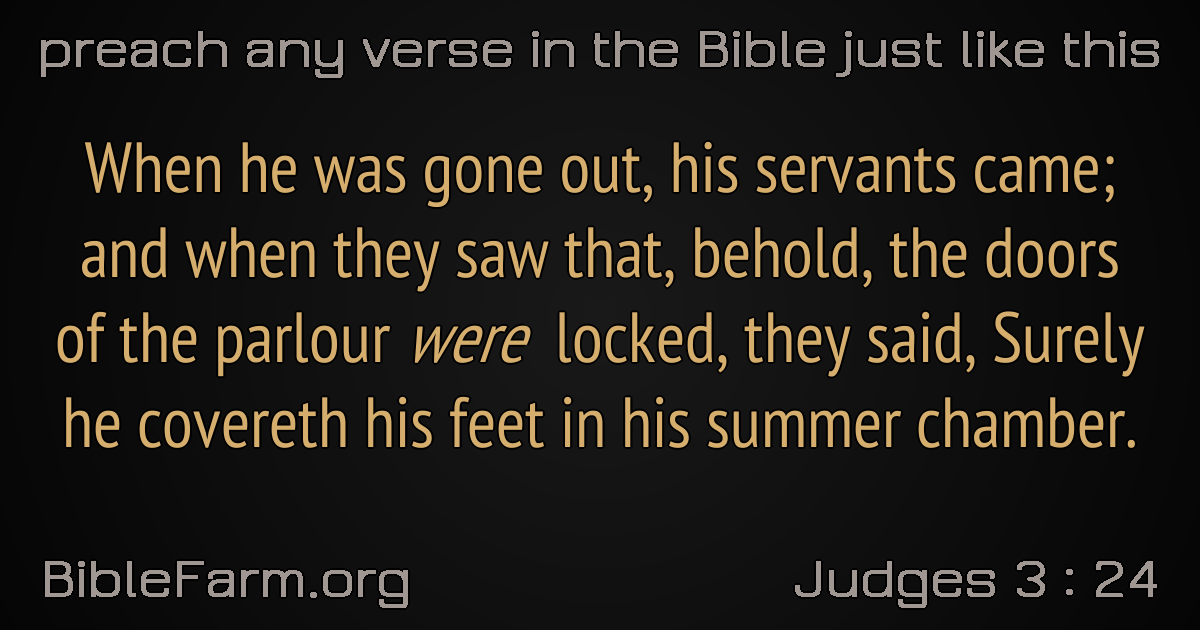 preach any verse in the Bible just like this
When he was gone out, his servants came;
and when they saw that, behold, the doors
of the parlour were locked, they said, Surely
he covereth his feet in his summer chamber.
BibleFarm.org
Judges 3 : 24